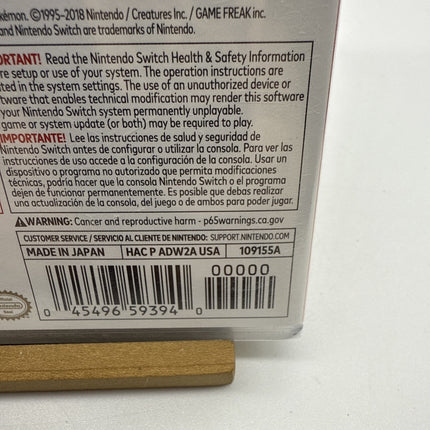 kémon. ©1995-2018 Nintendo / Creatures Inc. / GAME FREAK inc.
and Nintendo Switch are trademarks of Nintendo.
ORTANT! Read the Nintendo Switch Health & Safety Information
re setup or use of your system. The operation instructions are
ted in the system settings. The use of an unauthorized device or
tware that enables technical modification may render this software
your Nintendo Switch system permanently unplayable.
game or system update (or both) may be required to play.
IMPORTANTE! Lee las instrucciones de salud y seguridad de
Nintendo Switch antes de configurar o utilizar la consola. Para ver las
instrucciones de uso accede a la configuración de la consola. Usar un
dispositivo o programa no autorizado que permita modificaciones
técnicas, podría hacer que la consola Nintendo Switch o el programa
dejen de funcionar permanentemente. Es posible que debas realizar
una actualización de la consola, del juego o de ambos para poder jugar.
⚠WARNING: Cancer and reproductive harm - p65warnings.ca.gov
CUSTOMER SERVICE / SERVICIO AL CLIENTE DE NINTENDO: SUPPORT.NINTENDO.COM
MADE IN JAPAN HAC P ADW2A USA 109155A
00000
0 45496 59394 0
Nintendo
Seal